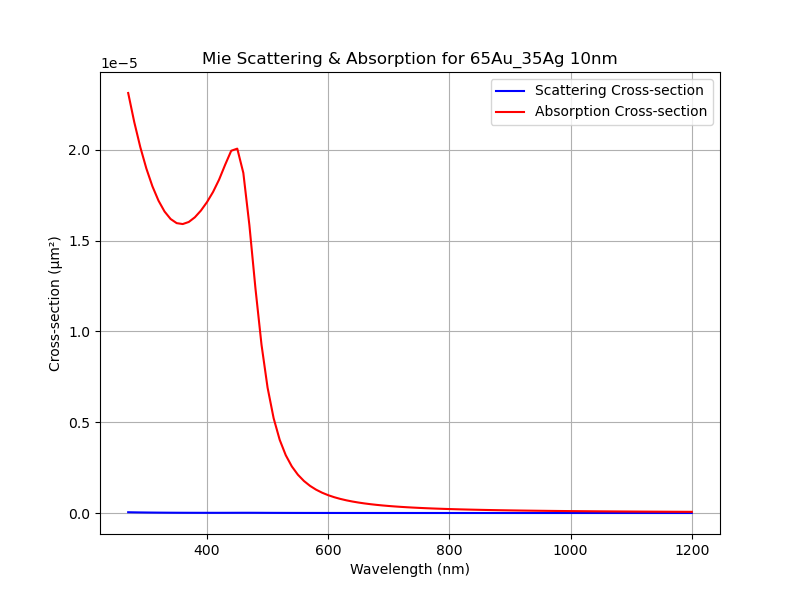 Mie Scattering & Absorption for 65Au_35Ag 10nm
1e−5
Scattering Cross-section
Absorption Cross-section
2.0
1.5
1.0
0.5
0.0
Cross-section (μm²)
400 600 800 1000 1200
Wavelength (nm)